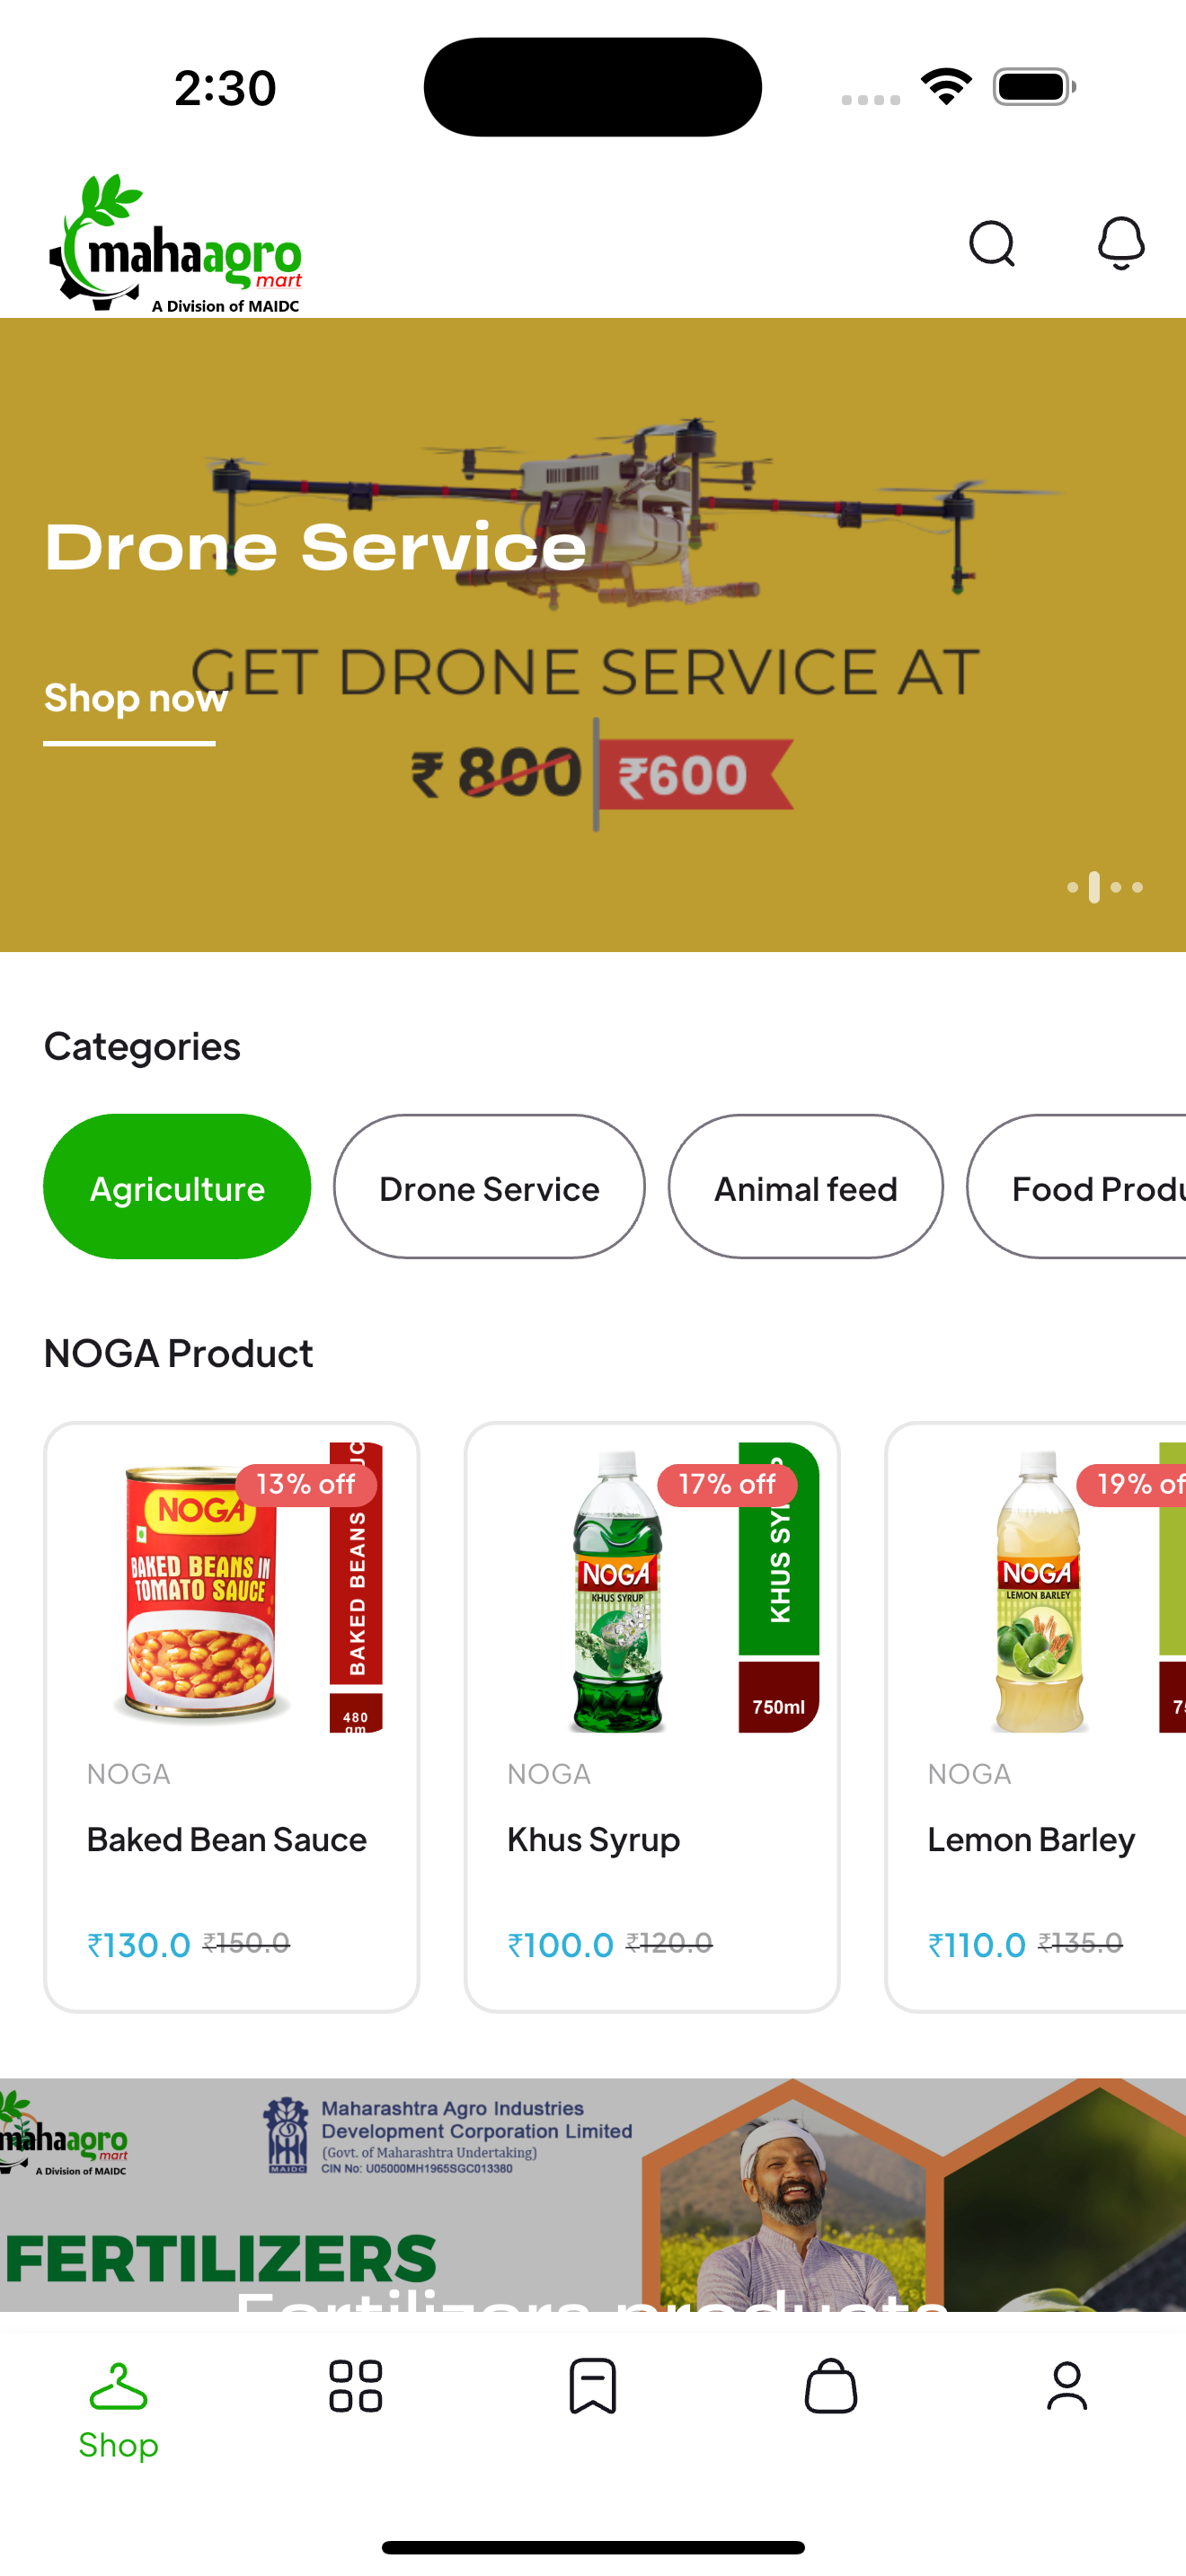 2:30
mahaagro
mart
A Division of MAIDC
Drone Service
GET DRONE SERVICE AT
Shop now
₹ 800 ₹600
Categories
Agriculture
Drone Service
Animal feed
Food Produ
NOGA Product
13% off
NOGA
BAKED BEANS IN
TOMATO SAUCE
BAKED BEANS
480
gm
NOGA
Baked Bean Sauce
₹130.0 ₹150.0
17% off
NOGA
KHUS SYRUP
KHUS SY
750ml
NOGA
Khus Syrup
₹100.0 ₹120.0
19% of
NOGA
LEMON BARLEY
NOGA
Lemon Barley
₹110.0 ₹135.0
mahaagro
mart
A Division of MAIDC
MAIDC
Maharashtra Agro Industries
Development Corporation Limited
(Govt. of Maharashtra Undertaking)
CIN No: U05000MH1965SGC013380
FERTILIZERS
Fertilizers products
Shop